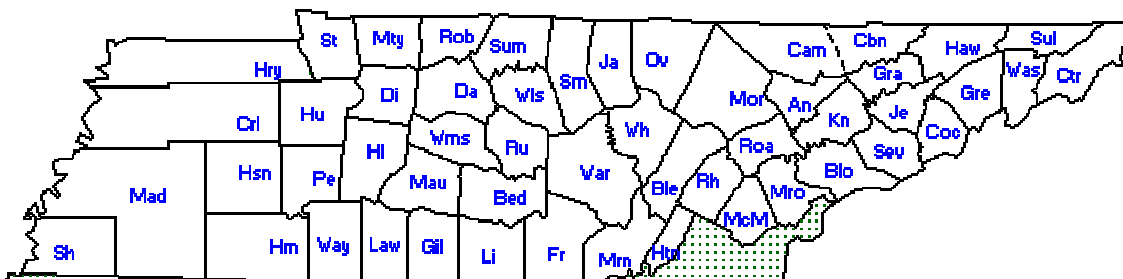 St
Mty
Rob
Sum
Sm
Ja
Ov
Cam
Cbn
Haw
Sul
Hry
Di
Da
Wls
Mor
An
Gra
Gre
Was
Ctr
Crl
Hu
Wms
Ru
Wh
Kn
Je
Coc
Hsn
Pe
HI
Mau
Bed
War
Ble
Rh
Roa
Blo
Sev
Mad
McM
Mro
Sh
Hm
Way
Law
Gil
Li
Fr
Mrn
Htn